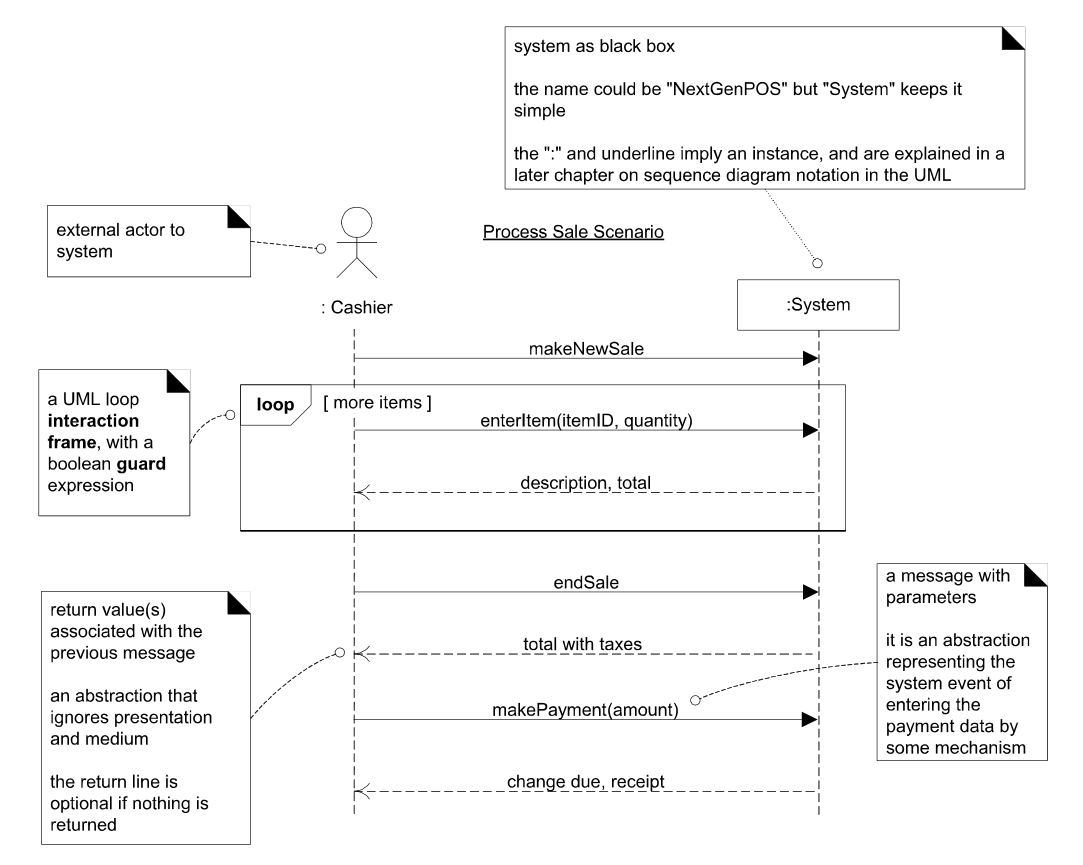 system as black box
the name could be "NextGenPOS" but "System" keeps it
simple
the ":" and underline imply an instance, and are explained in a
later chapter on sequence diagram notation in the UML
external actor to
system
Process Sale Scenario
: Cashier
:System
makeNewSale
a UML loop
interaction
frame, with a
boolean guard
expression
loop
[ more items ]
enterItem(itemID, quantity)
description, total
endSale
a message with
parameters
it is an abstraction
representing the
system event of
entering the
payment data by
some mechanism
return value(s)
associated with the
previous message
an abstraction that
ignores presentation
and medium
the return line is
optional if nothing is
returned
total with taxes
makePayment(amount)
change due, receipt